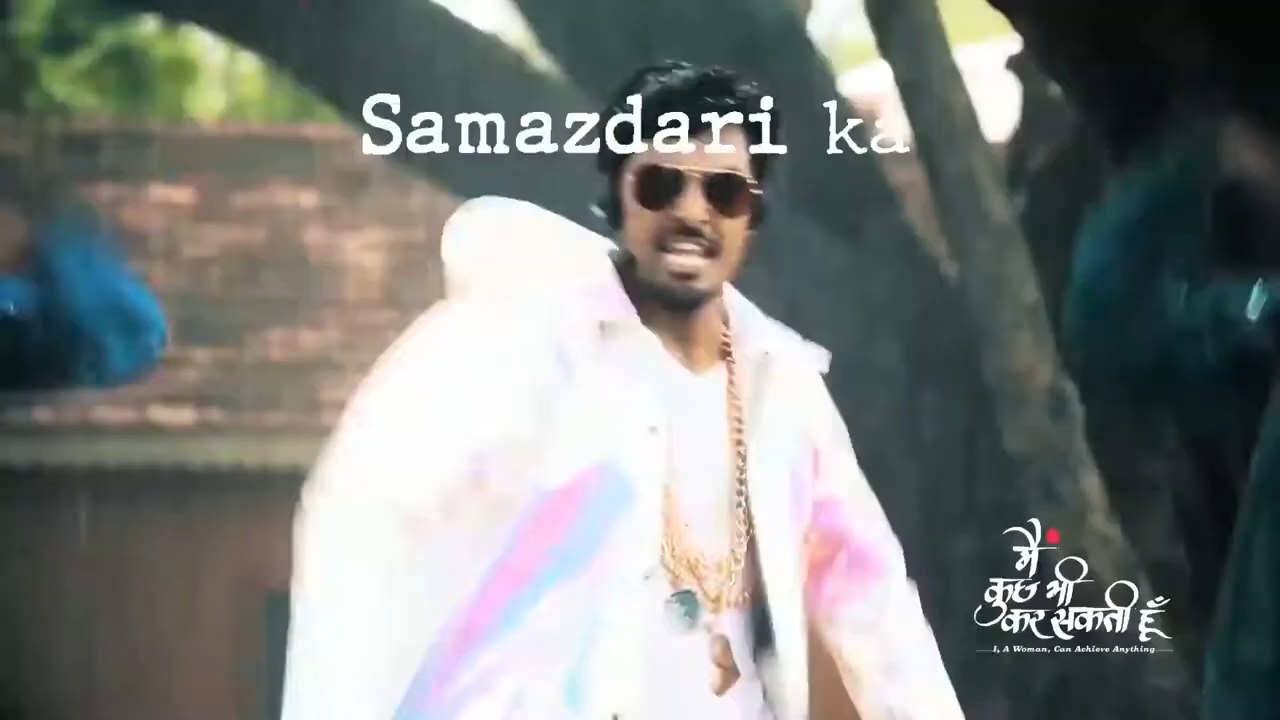 Samazdari ka
मैं
कुछ भी
कर सकती हूँ
I, A Woman, Can Achieve Anything